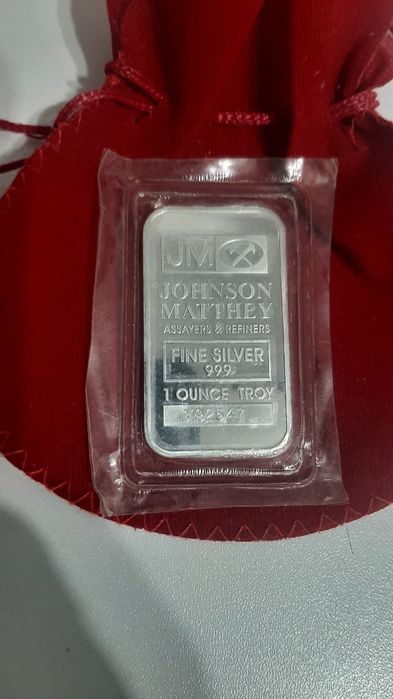 JM
JOHNSON
MATTHEY
ASSAYERS & REFINERS
FINE SILVER
999+
1 OUNCE TROY